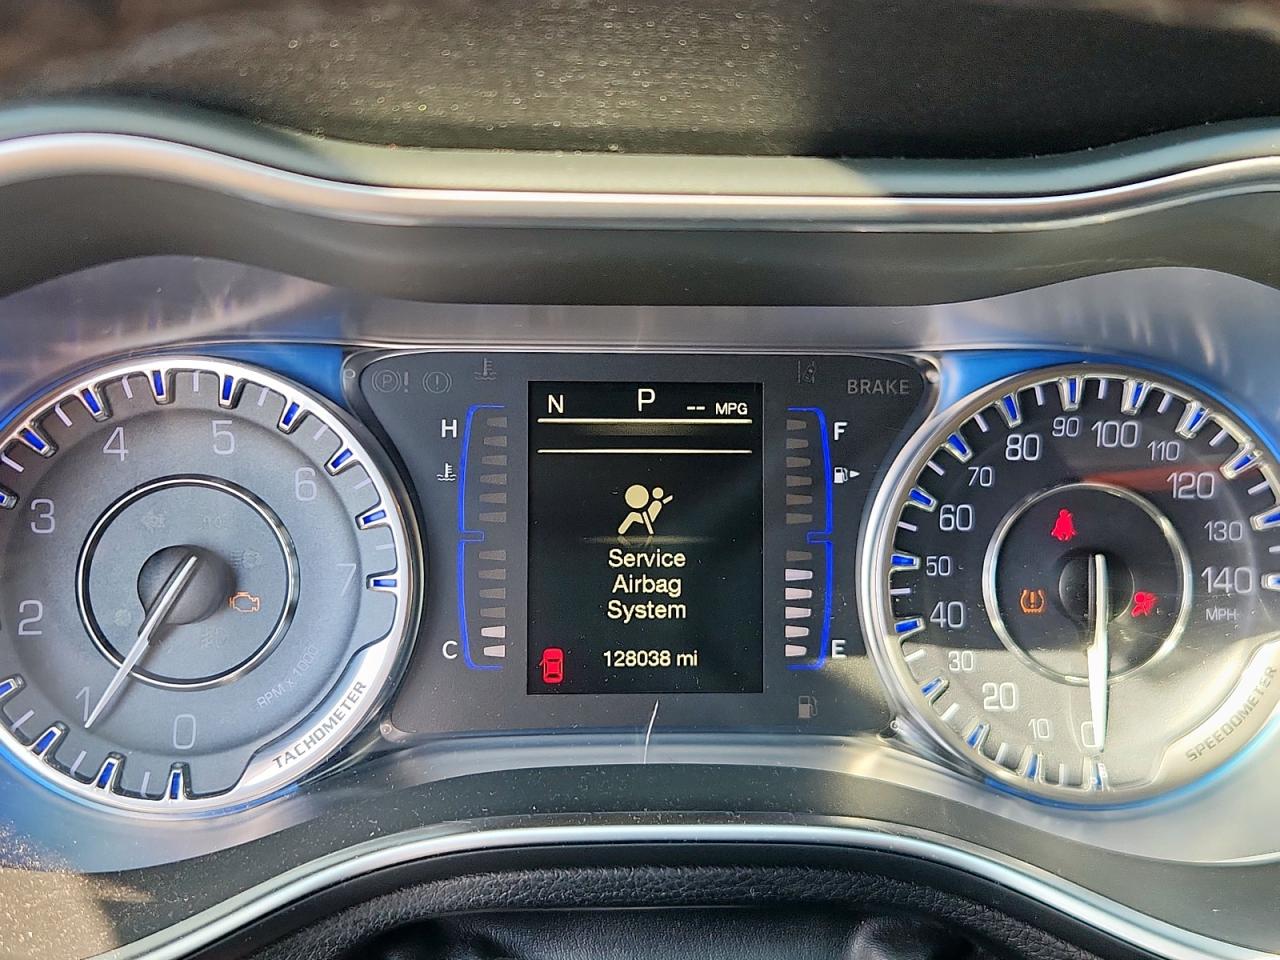 4
5
3
6
2
7
1
0
RPM x 1000
TACHOMETER
P !
H
C
N P -- MPG
Service
Airbag
System
128038 mi
BRAKE
F
E
80 90 100
70 110
60 120
50 130
40 140
MPH
30
20
10 0
SPEEDOMETER